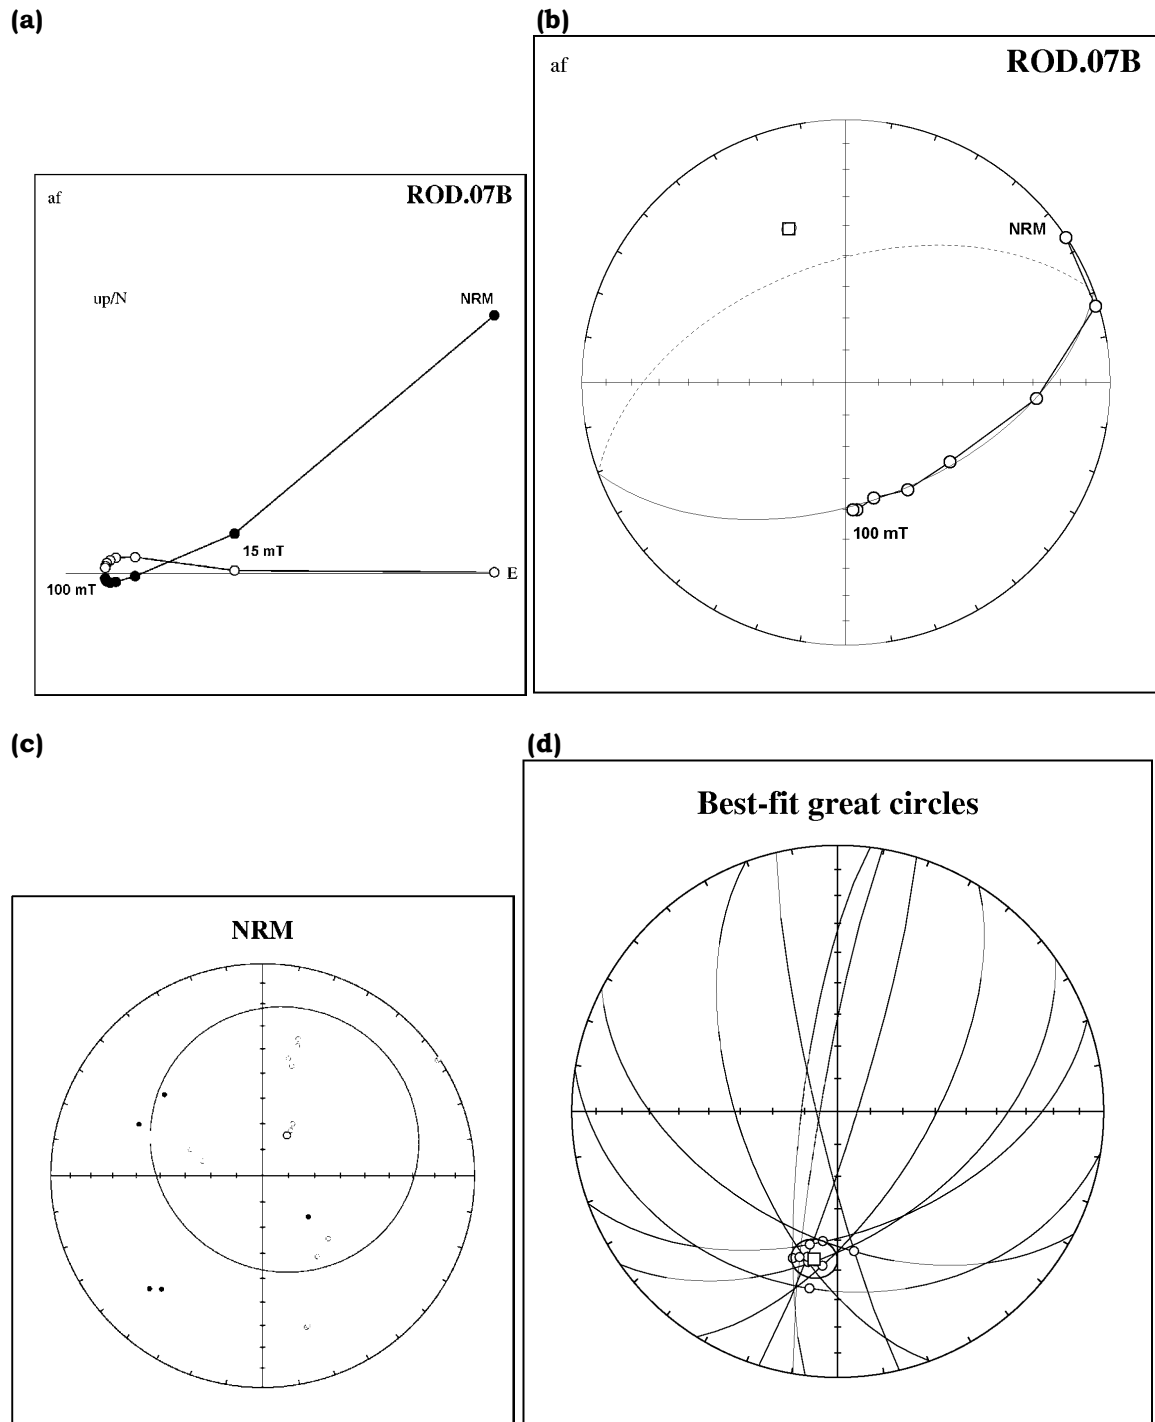 (a)
af
ROD.07B
up/N
NRM
15 mT
100 mT
E
(b)
af
ROD.07B
NRM
100 mT
(c)
NRM
(d)
Best-fit great circles